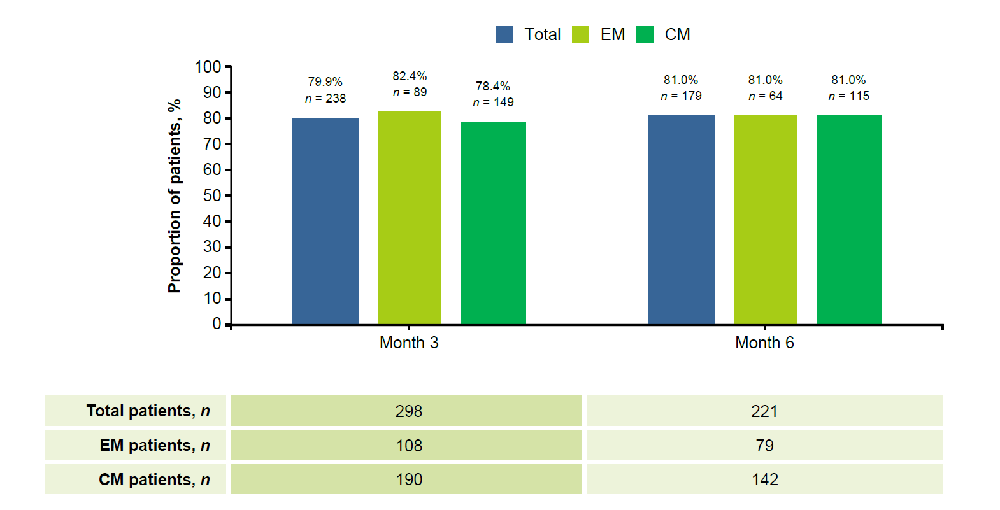 Total EM CM
Proportion of patients, %
100
90
80
70
60
50
40
30
20
10
0
79.9%
n = 238
82.4%
n = 89
78.4%
n = 149
81.0%
n = 179
81.0%
n = 64
81.0%
n = 115
Month 3 Month 6
Total patients, n 298 221
EM patients, n 108 79
CM patients, n 190 142